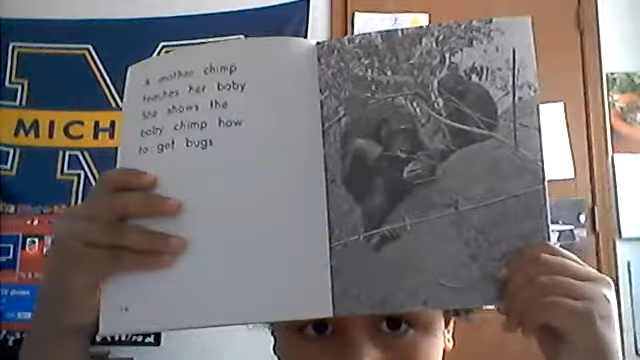 A mother chimp
teaches her baby
She shows the
baby chimp how
to get bugs
MICH